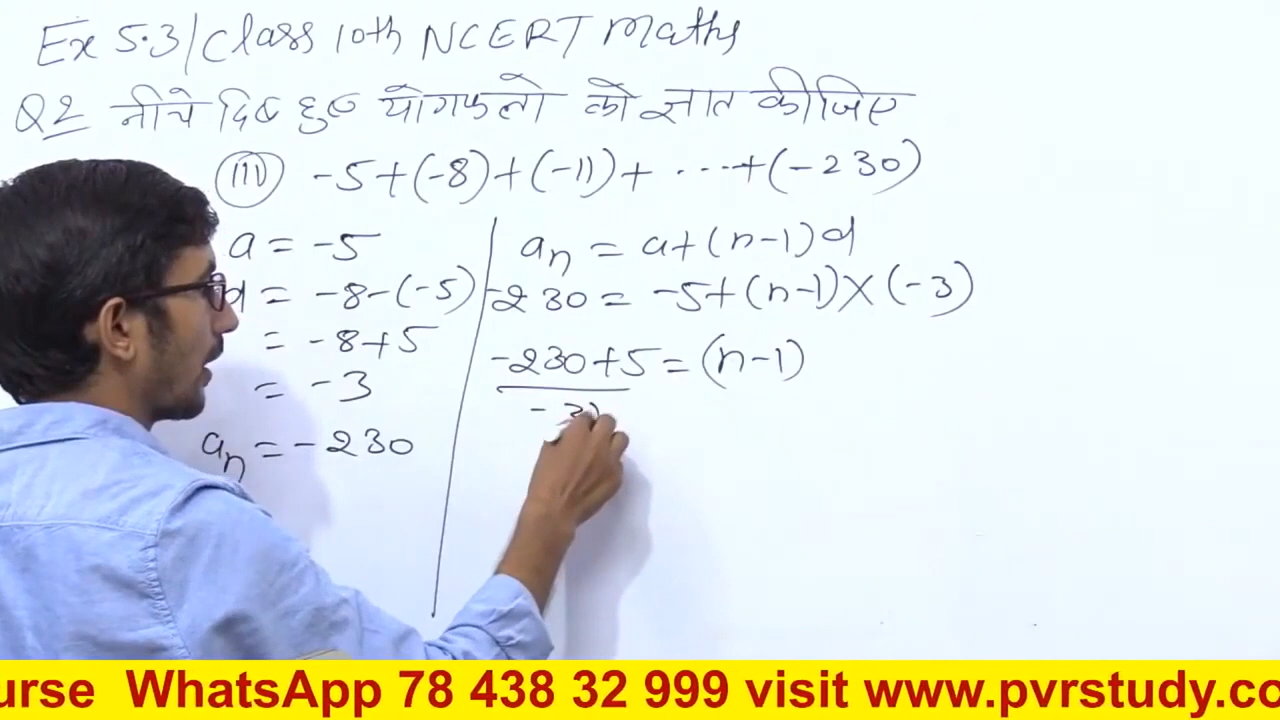 Ex 5.3/Class 10th NCERT Maths
Q2 नीचे दिए हुए योगफलो को ज्ञात कीजिए
(iii) -5+(-8)+(-11)+ ....+(-230)
a = -5
d = -8-(-5)
= -8+5
= -3
an = -230
an = a+(n-1)d
-230 = -5+(n-1)×(-3)
-230+5 = (n-1)
-3
urse WhatsApp 78 438 32 999 visit www.pvrstudy.co